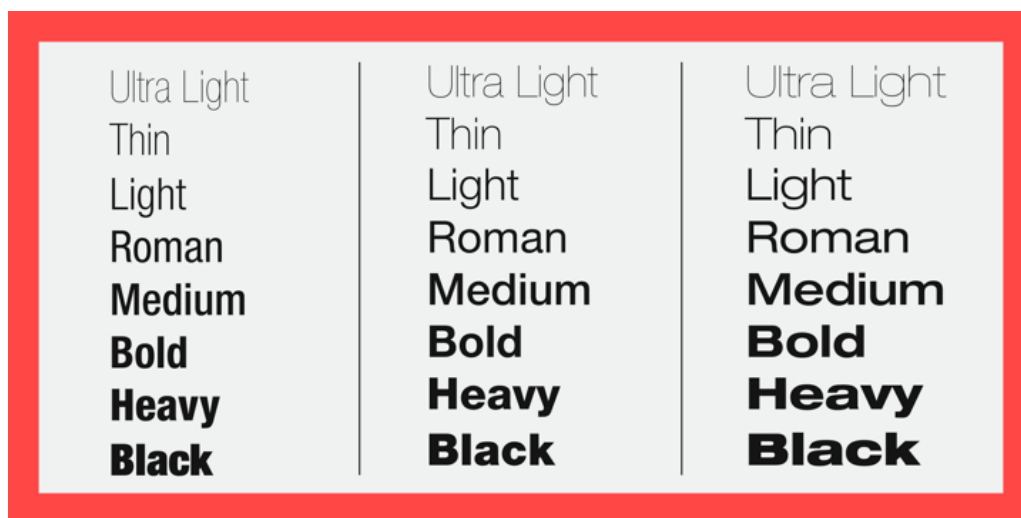 Ultra Light
Thin
Light
Roman
Medium
Bold
Heavy
Black
Ultra Light
Thin
Light
Roman
Medium
Bold
Heavy
Black
Ultra Light
Thin
Light
Roman
Medium
Bold
Heavy
Black